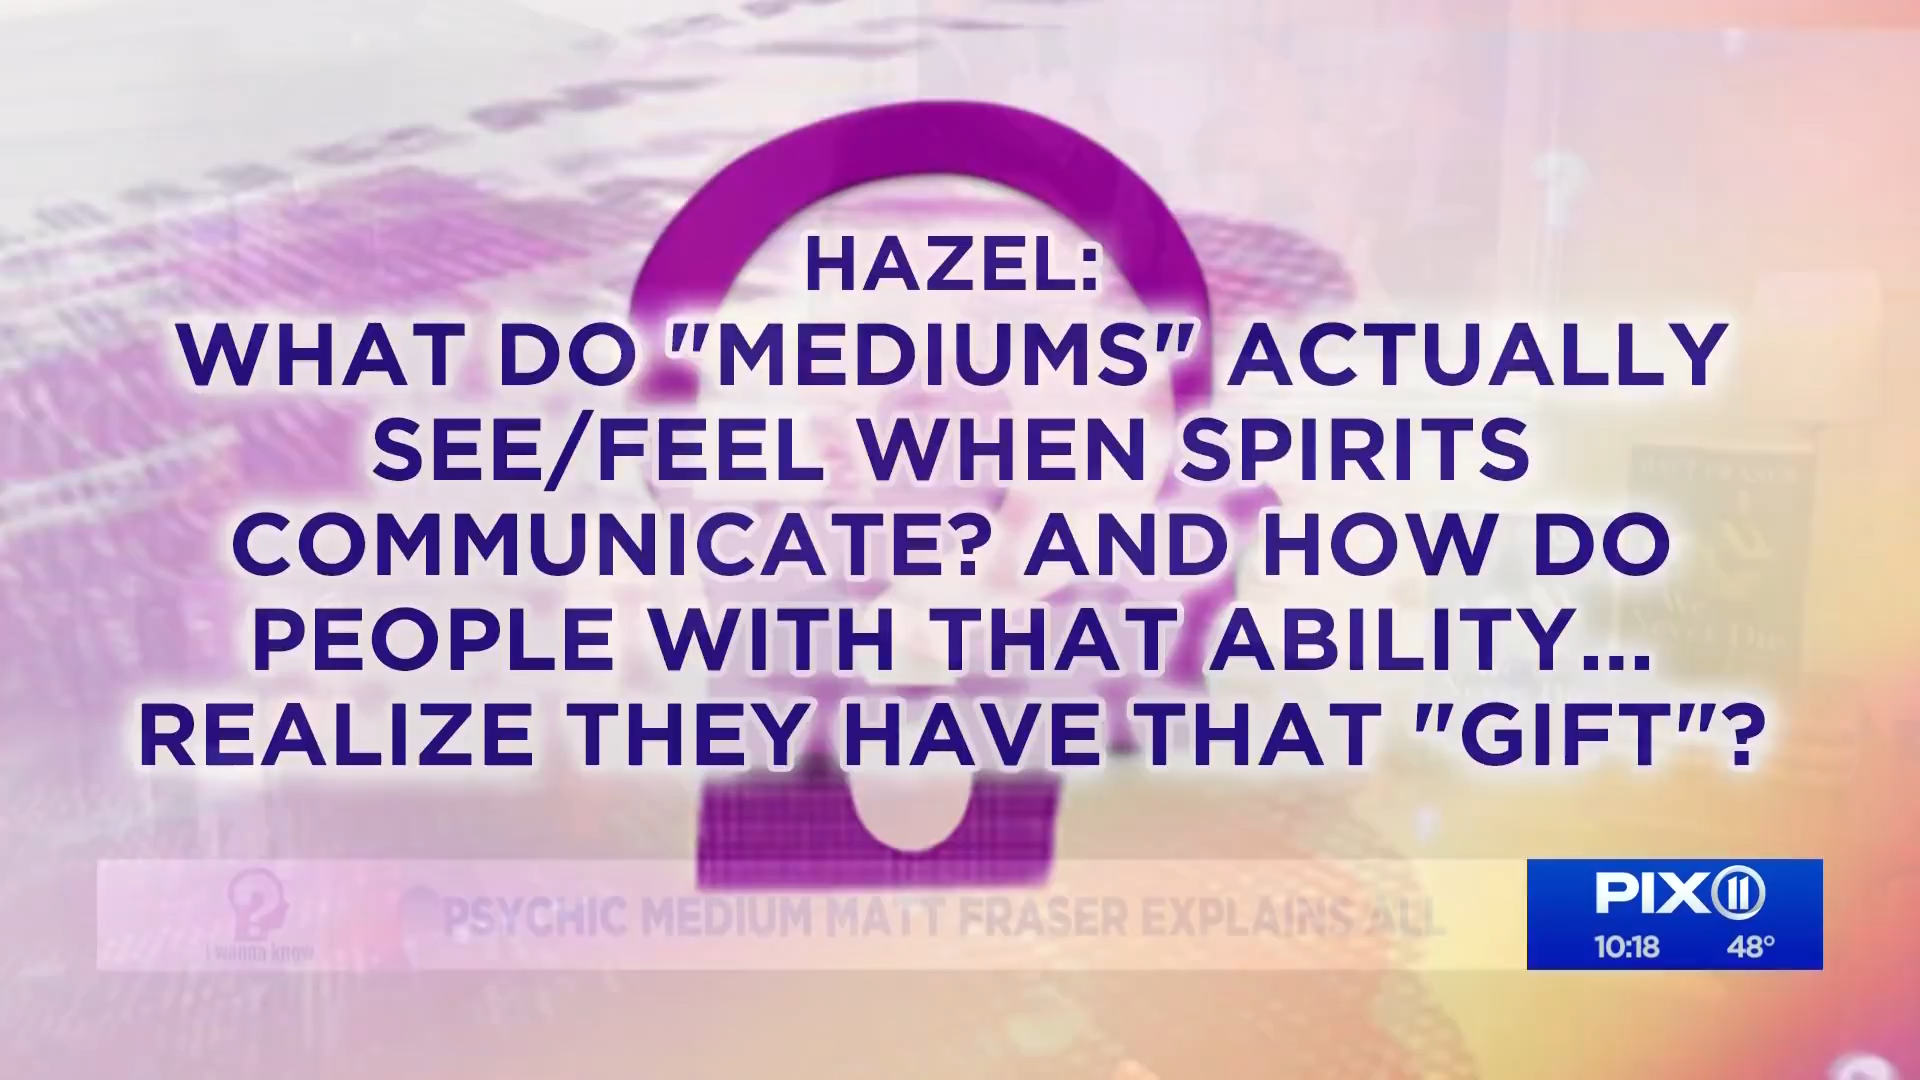 HAZEL:
WHAT DO "MEDIUMS" ACTUALLY
SEE/FEEL WHEN SPIRITS
COMMUNICATE? AND HOW DO
PEOPLE WITH THAT ABILITY...
REALIZE THEY HAVE THAT "GIFT"?
i wanna know
PSYCHIC MEDIUM MATT FRASER EXPLAINS ALL
PIX11
10:18 48°